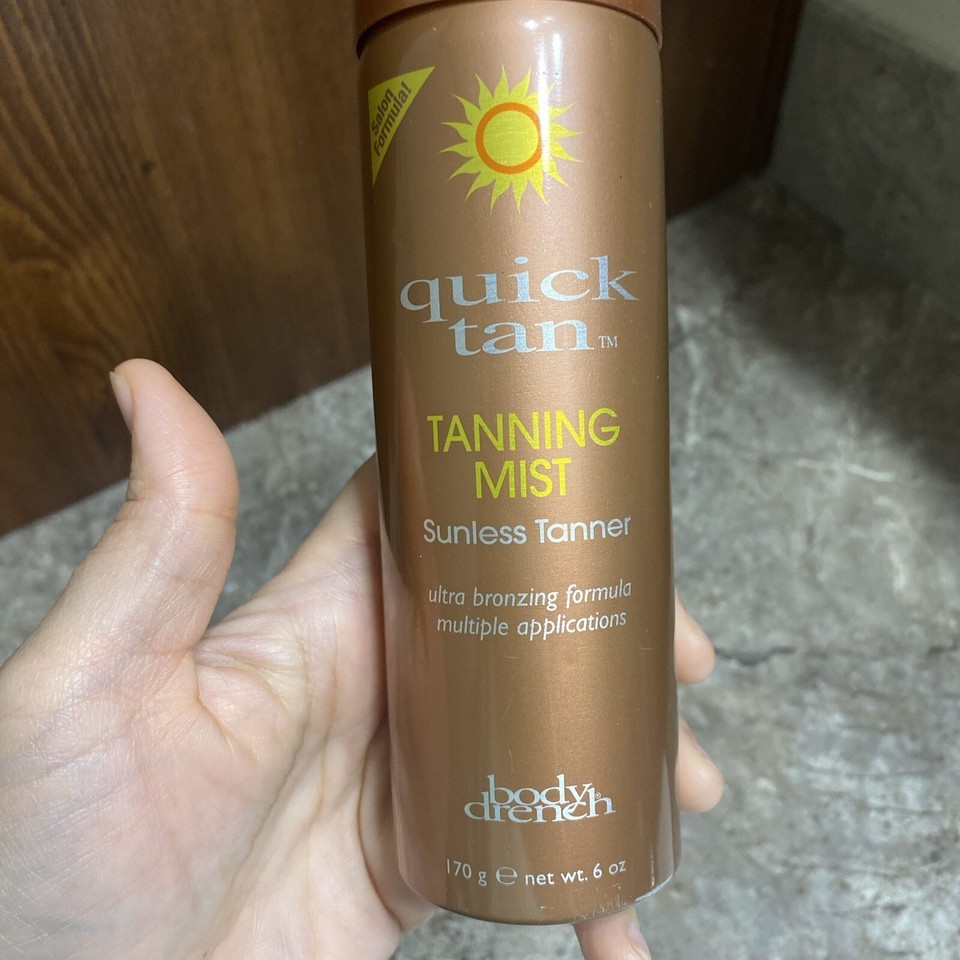 Salon
Formula!
quick
tan™
TANNING
MIST
Sunless Tanner
ultra bronzing formula
multiple applications
body
drench®
170 g ℮ net wt. 6 oz